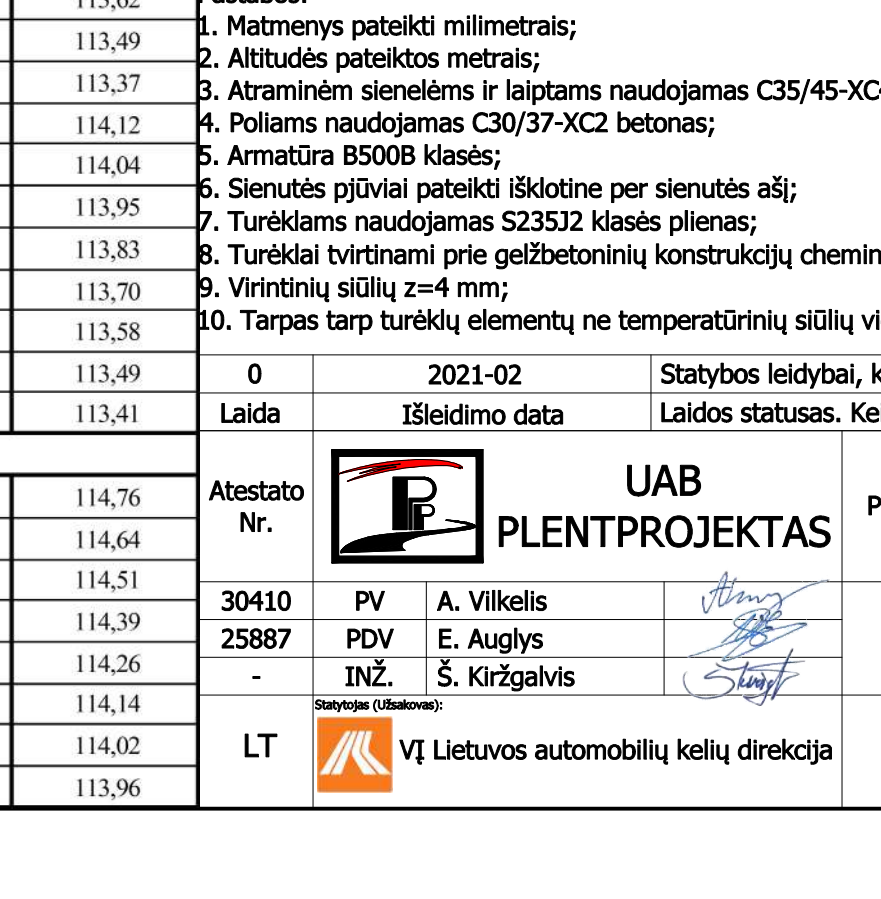 113,49
113,37
114,12
114,04
113,95
113,83
113,70
113,58
113,49
113,41
114,76
114,64
114,51
114,39
114,26
114,14
114,02
113,96
1. Matmenys pateikti milimetrais;
2. Altitudės pateiktos metrais;
3. Atraminėm sienelėms ir laiptams naudojamas C35/45-XC
4. Poliams naudojamas C30/37-XC2 betonas;
5. Armatūra B500B klasės;
6. Sienutės pjūviai pateikti išklotine per sienutės ašį;
7. Turėklams naudojamas S235J2 klasės plienas;
8. Turėklai tvirtinami prie gelžbetoninių konstrukcijų chemin
9. Virintinių siūlių z=4 mm;
10. Tarpas tarp turėklų elementų ne temperatūrinių siūlių vi
0 2021-02 Statybos leidybai, k
Laida Išleidimo data Laidos statusas. Ke
Atestato
Nr.
UAB
PLENTPROJEKTAS
P
30410 PV A. Vilkelis
25887 PDV E. Auglys
- INŽ. Š. Kiržgalvis
LT
Statytojas (Užsakovas):
VĮ Lietuvos automobilių kelių direkcija